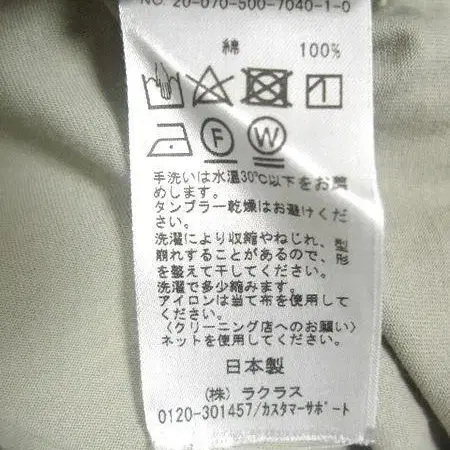 NO. 20-070-500-7040-1-0
綿 100%
F W
手洗いは水温30℃以下をお薦
めします。
タンブラー乾燥はお避けくだ
さい。
洗濯により収縮やねじれ、型
崩れすることがあるので、形
を整えて干してください。
洗濯で多少縮みます。
アイロンは当て布を使用して
ください。
〈クリーニング店へのお願い〉
ネットを使用してください。
日本製
(株) ラクラス
0120-301457/カスタマーサポート